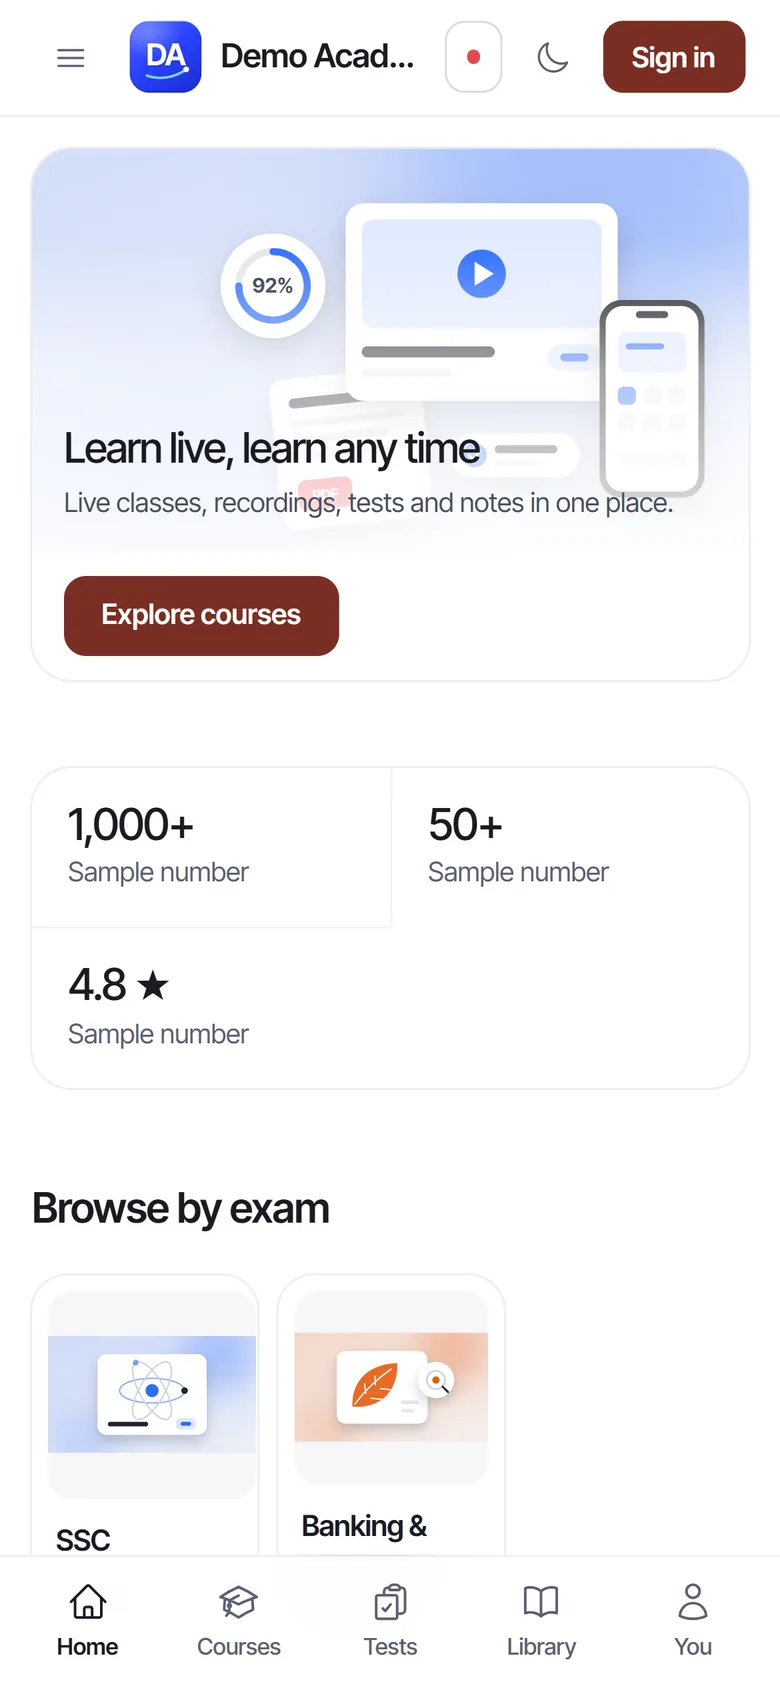 DA
Demo Acad...
Sign in
92%
Learn live, learn any time
PDF
Live classes, recordings, tests and notes in one place.
Explore courses
1,000+
Sample number
50+
Sample number
4.8 ★
Sample number
Browse by exam
SSC
Banking &
Home
Courses
Tests
Library
You